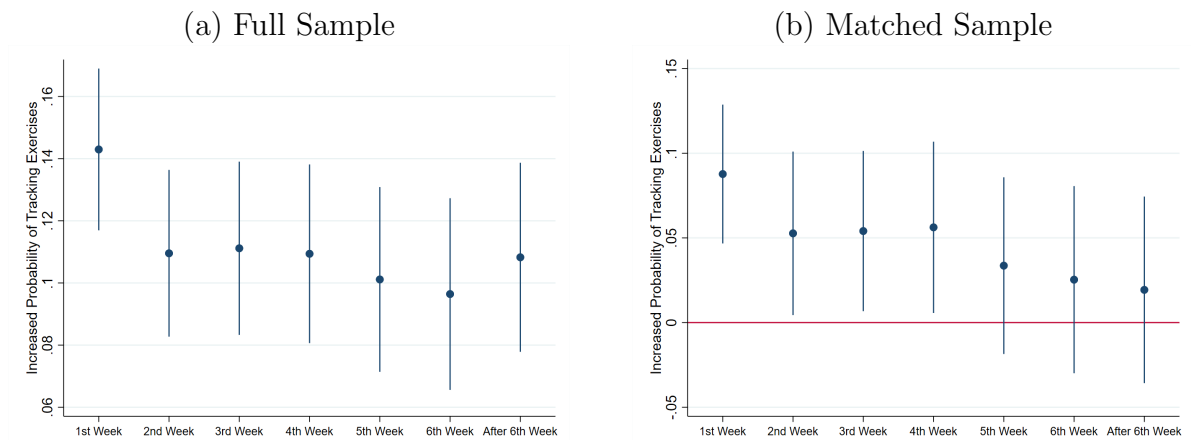 (a) Full Sample
Increased Probability of Tracking Exercises
.16
.14
.12
.1
.08
.06
1st Week 2nd Week 3rd Week 4th Week 5th Week 6th Week After 6th Week
(b) Matched Sample
Increased Probability of Tracking Exercises
.15
.1
.05
0
-.05
1st Week 2nd Week 3rd Week 4th Week 5th Week 6th Week After 6th Week